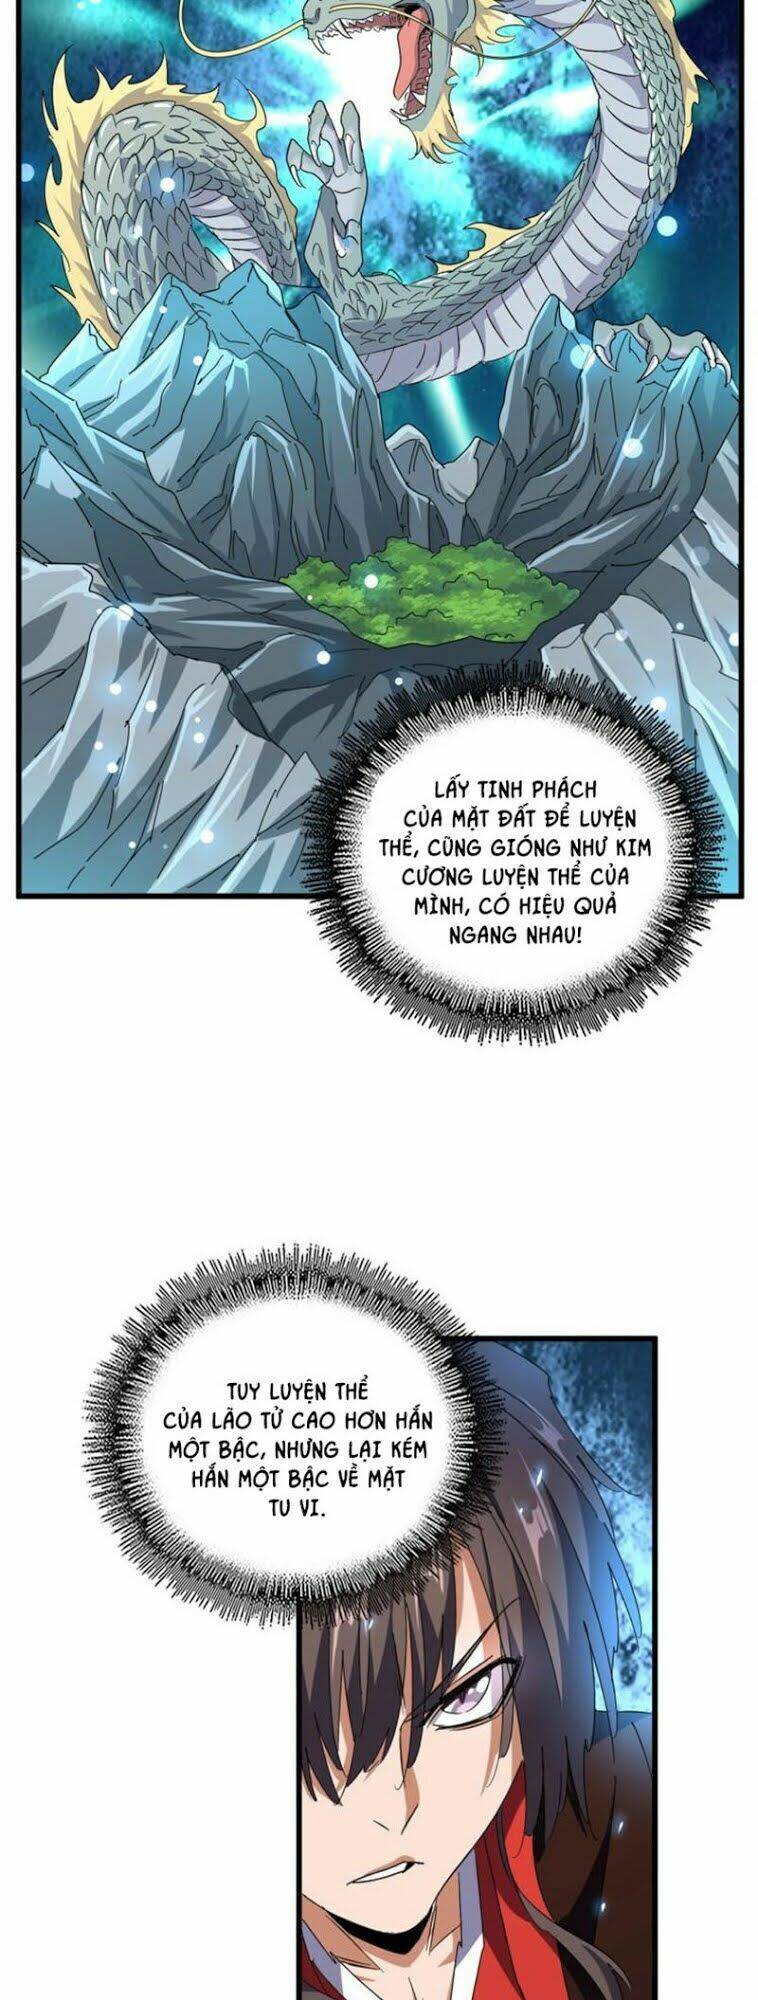 LẤY TINH PHÁCH
CỦA MẶT ĐẤT ĐỂ LUYỆN
THỂ, CŨNG GIÓNG NHƯ KIM
CƯƠNG LUYỆN THỂ CỦA
MÌNH, CÓ HIỆU QUẢ
NGANG NHAU!
TUY LUYỆN THỂ
CỦA LÃO TỬ CAO HƠN HẮN
MỘT BẬC, NHƯNG LẠI KÉM
HẮN MỘT BẬC VỀ MẶT
TU VI.